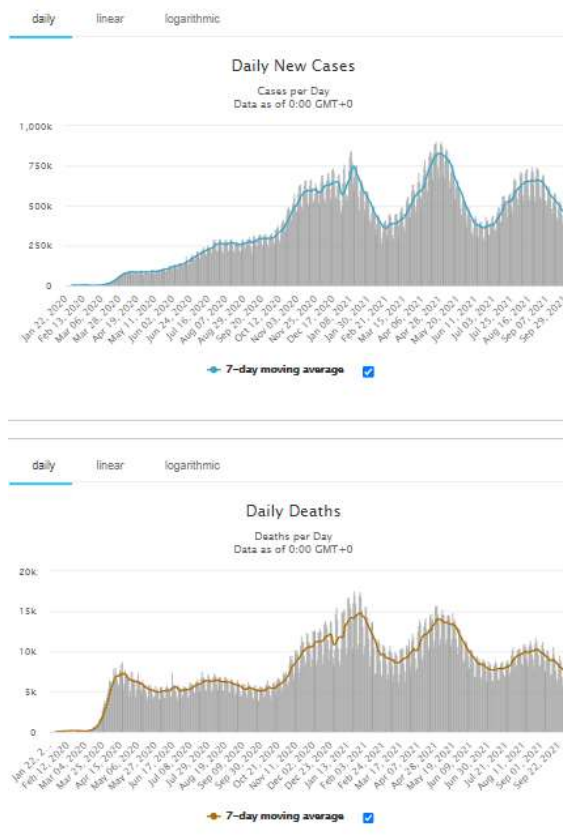 daily linear logarithmic
Daily New Cases
Cases per Day
Data as of 0:00 GMT+0
1,000k
750k
500k
250k
0
Jan 22, 2020
Feb 13, 2020
Mar 06, 2020
Mar 28, 2020
Apr 19, 2020
May 11, 2020
Jun 02, 2020
Jun 24, 2020
Jul 16, 2020
Aug 07, 2020
Aug 29, 2020
Sep 20, 2020
Oct 12, 2020
Nov 03, 2020
Nov 25, 2020
Dec 17, 2020
Jan 08, 2021
Jan 30, 2021
Feb 21, 2021
Mar 15, 2021
Apr 06, 2021
Apr 28, 2021
May 20, 2021
Jun 11, 2021
Jul 03, 2021
Jul 25, 2021
Aug 16, 2021
Sep 07, 2021
Sep 29, 2021
7-day moving average
daily linear logarithmic
Daily Deaths
Deaths per Day
Data as of 0:00 GMT+0
20k
15k
10k
5k
0
Jan 22, 2...
Feb 12, 2020
Mar 04, 2020
Mar 25, 2020
Apr 15, 2020
May 06, 2020
May 27, 2020
Jun 17, 2020
Jul 08, 2020
Jul 29, 2020
Aug 19, 2020
Sep 09, 2020
Sep 30, 2020
Oct 21, 2020
Nov 11, 2020
Dec 02, 2020
Dec 23, 2020
Jan 13, 2021
Feb 03, 2021
Feb 24, 2021
Mar 17, 2021
Apr 07, 2021
Apr 28, 2021
May 19, 2021
Jun 09, 2021
Jun 30, 2021
Jul 21, 2021
Aug 11, 2021
Sep 01, 2021
Sep 22, 2021
7-day moving average